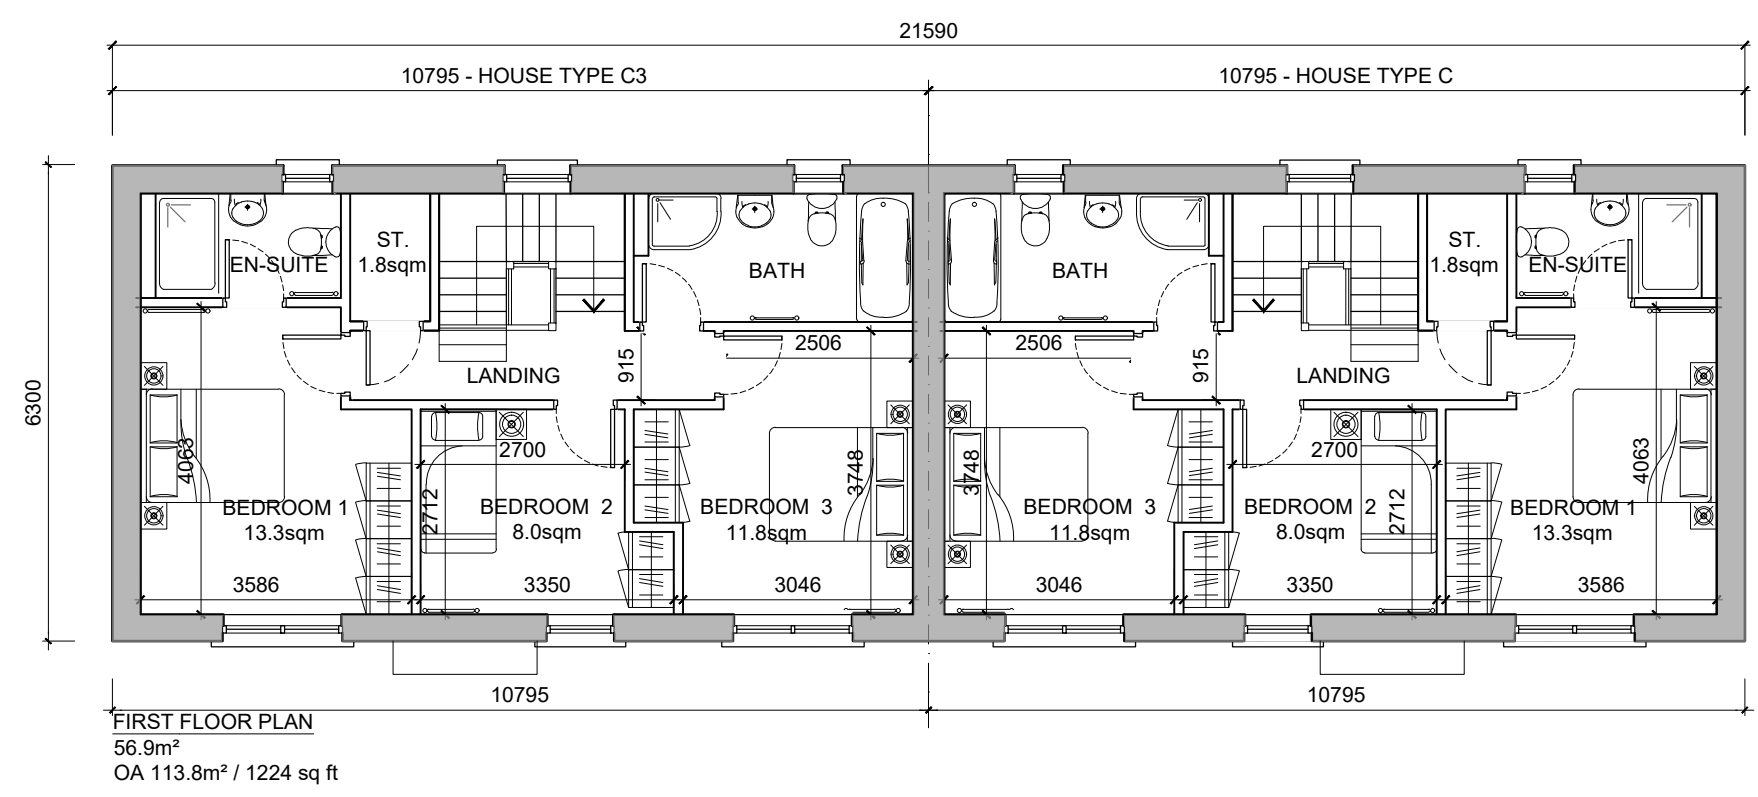 21590
10795 - HOUSE TYPE C3
10795 - HOUSE TYPE C
6300
EN-SUITE
ST.
1.8sqm
BATH
BATH
ST.
1.8sqm
EN-SUITE
2506
2506
915
915
LANDING
LANDING
4063
2700
2712
3748
3748
2700
2712
4063
BEDROOM 1
13.3sqm
BEDROOM 2
8.0sqm
BEDROOM 3
11.8sqm
BEDROOM 3
11.8sqm
BEDROOM 2
8.0sqm
BEDROOM 1
13.3sqm
3586
3350
3046
3046
3350
3586
10795
10795
FIRST FLOOR PLAN
56.9m²
OA 113.8m² / 1224 sq ft